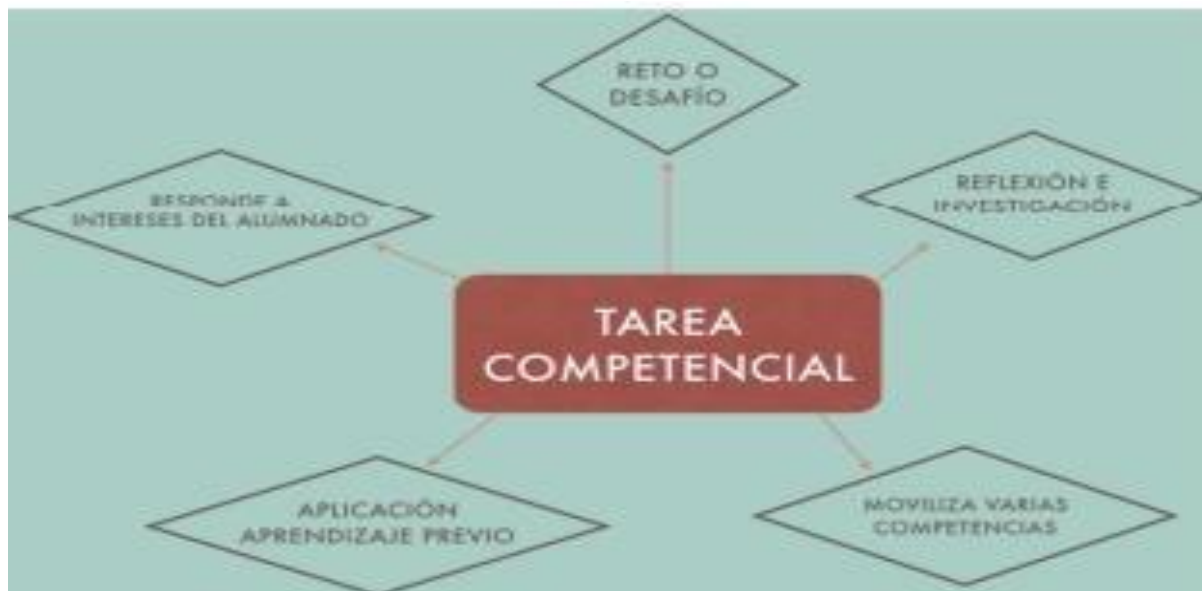 RETO O
DESAFÍO
RESPONDE A
INTERESES DEL ALUMNADO
REFLEXIÓN E
INVESTIGACIÓN
TAREA
COMPETENCIAL
APLICACIÓN
APRENDIZAJE PREVIO
MOVILIZA VARIAS
COMPETENCIAS